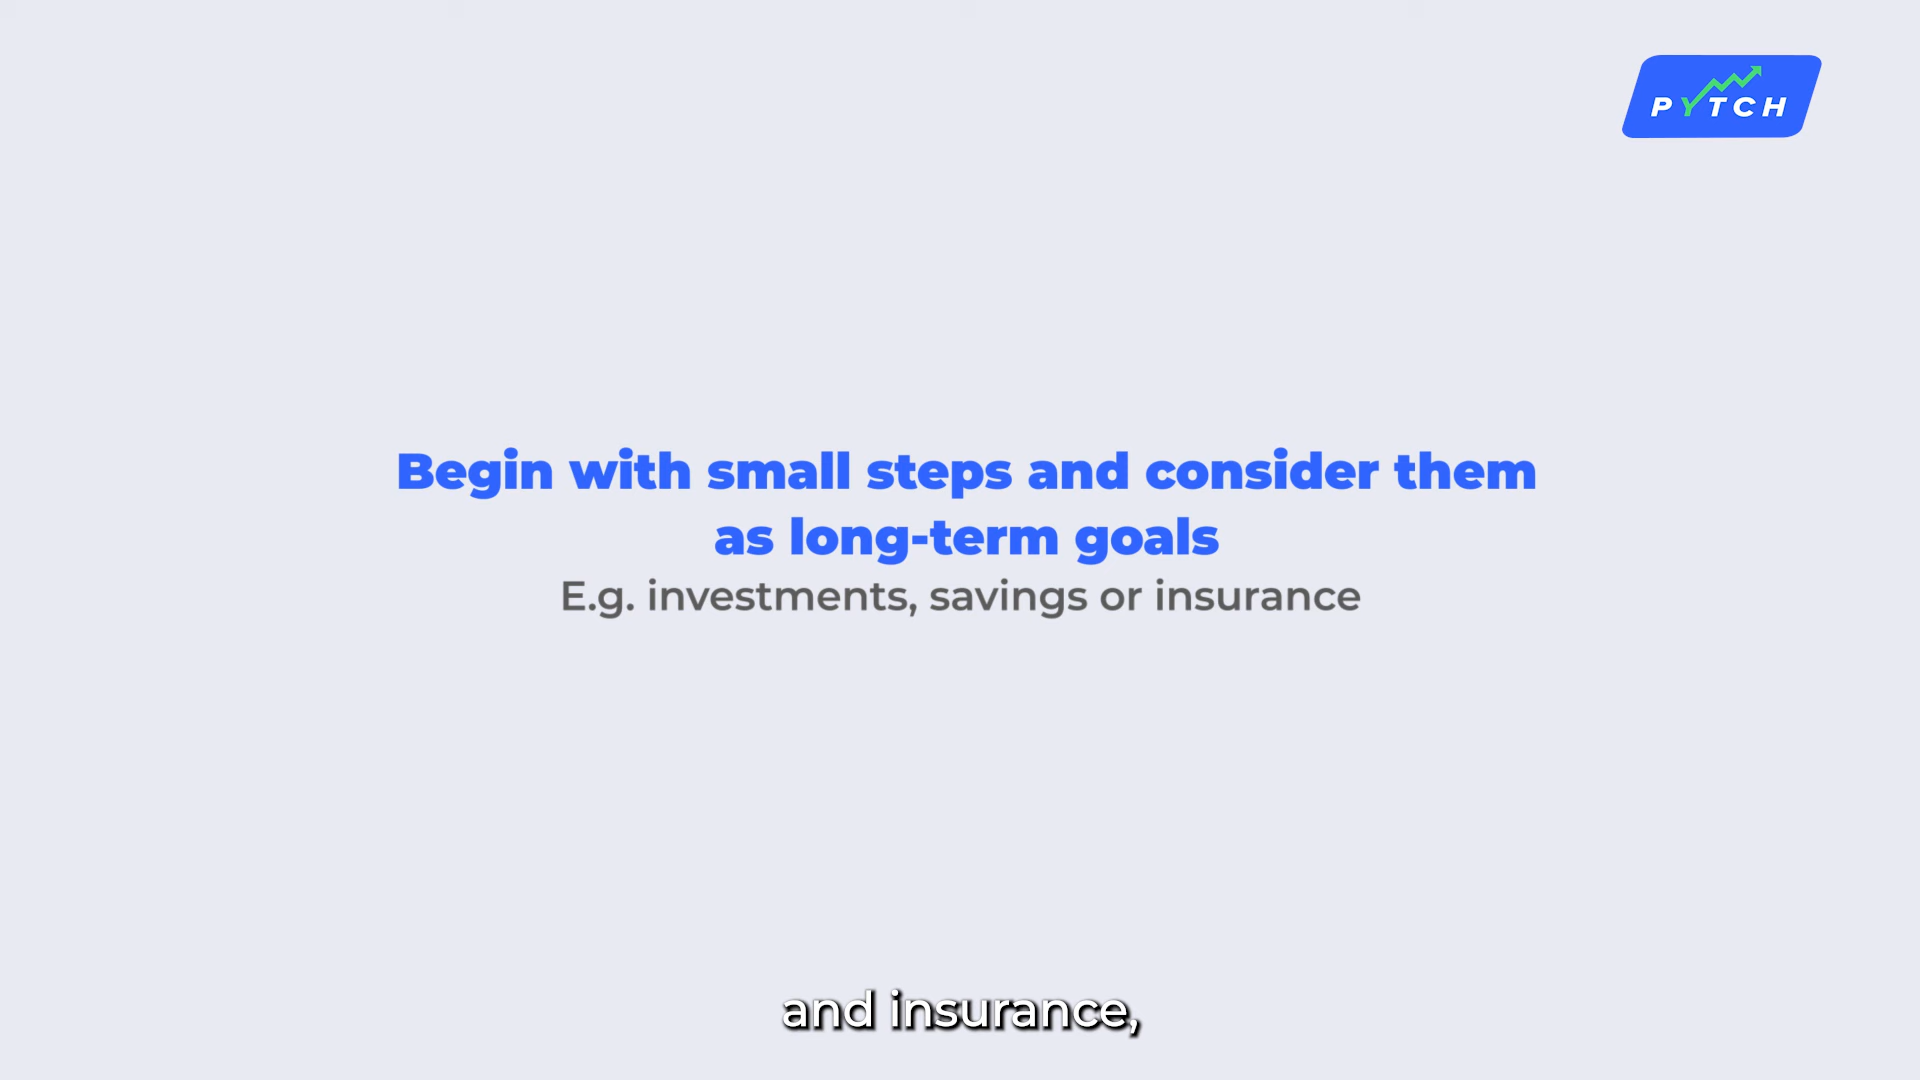 PYTCH
Begin with small steps and consider them
as long-term goals
E.g. investments, savings or insurance
and insurance,